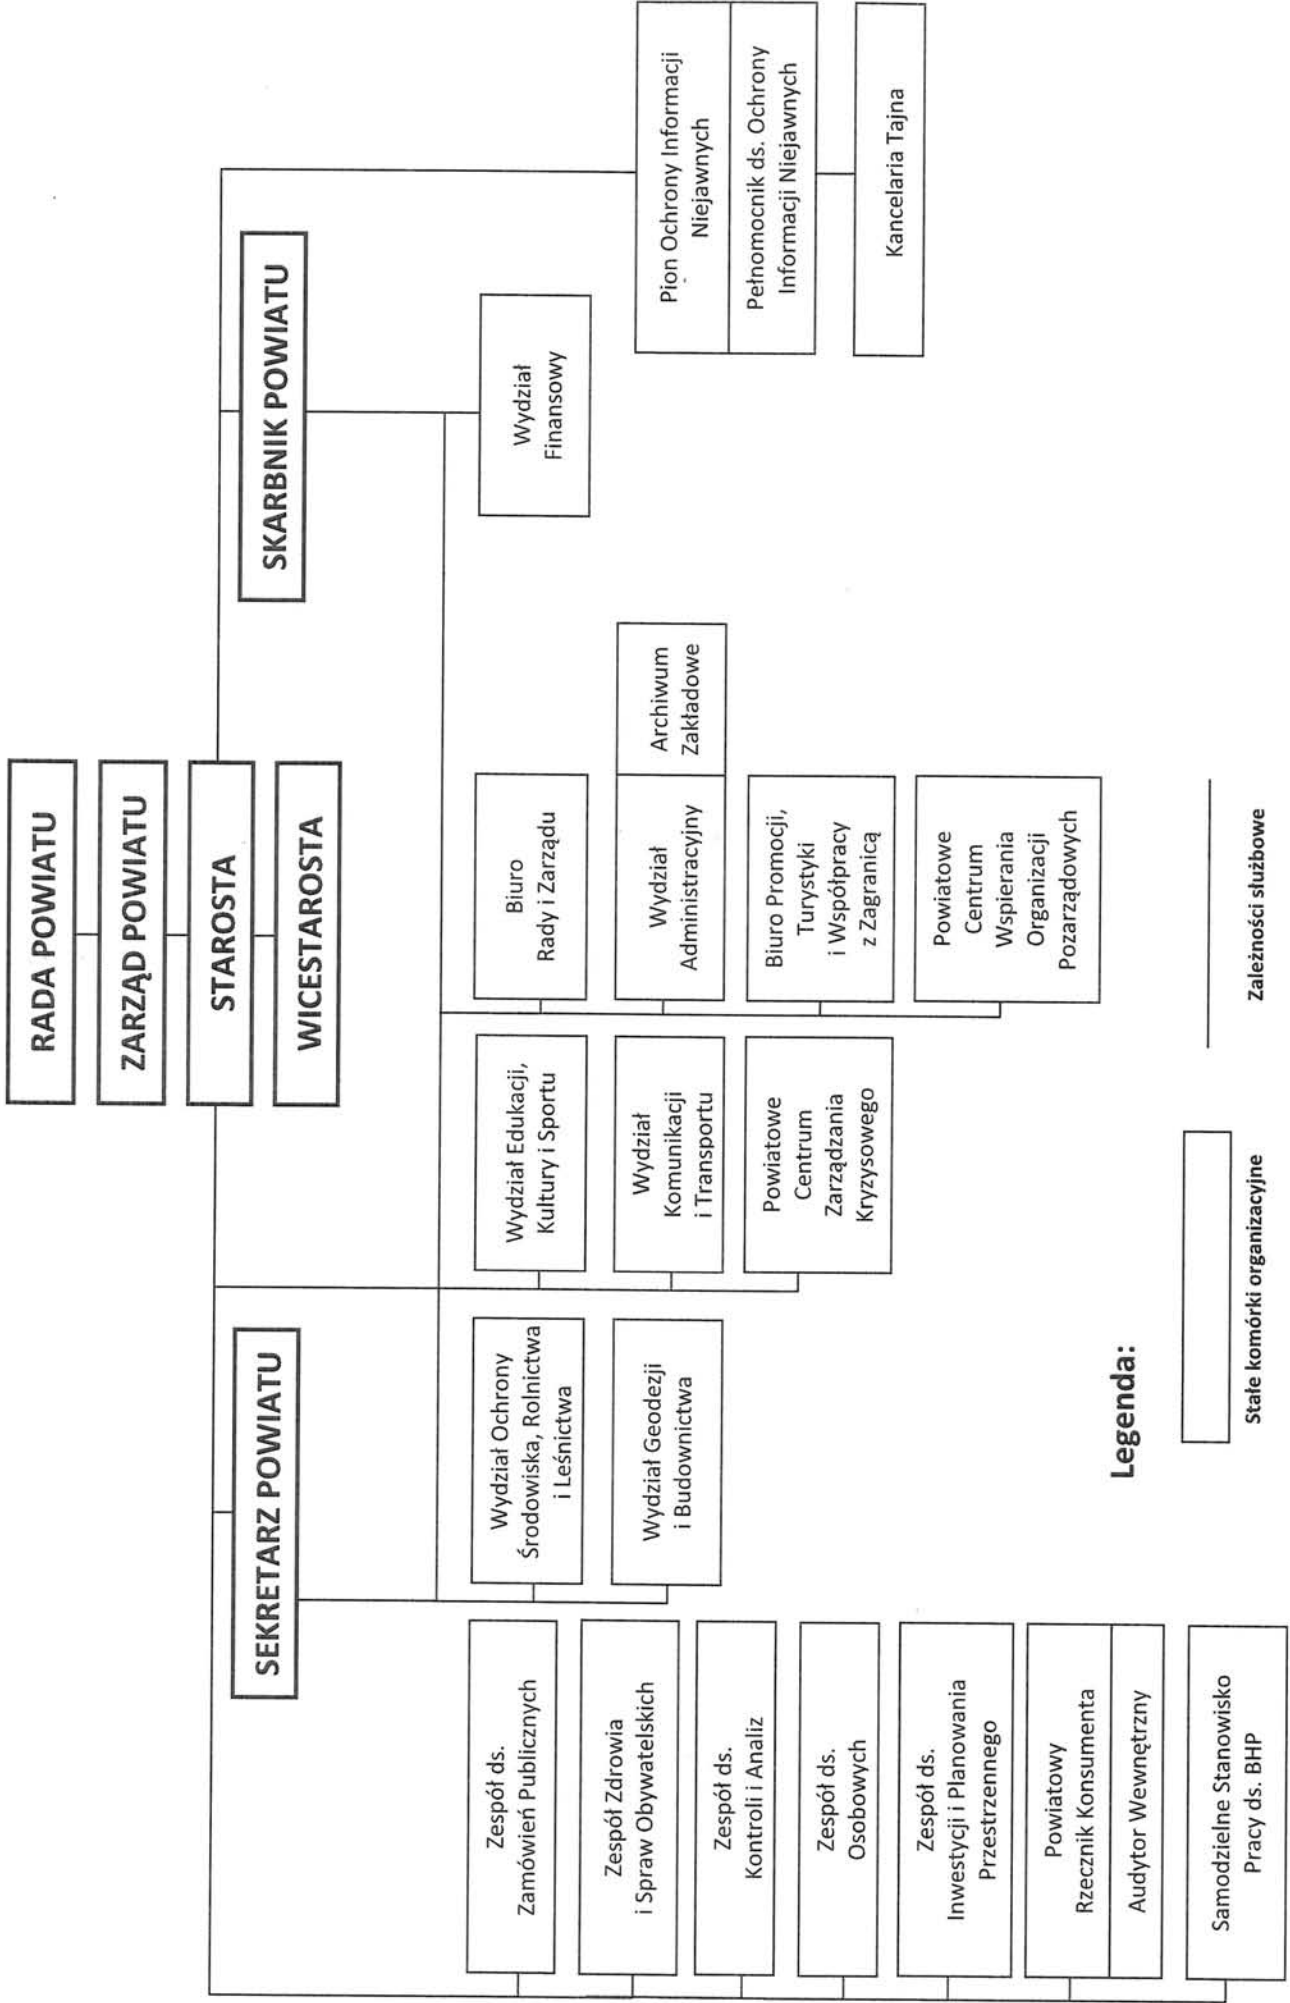 RADA POWIATU
ZARZĄD POWIATU
STAROSTA
WICESTAROSTA
SEKRETARZ POWIATU
SKARBNIK POWIATU
Zespół ds.
Zamówień Publicznych
Zespół Zdrowia
i Spraw Obywatelskich
Zespół ds.
Kontroli i Analiz
Zespół ds.
Osobowych
Zespół ds.
Inwestycji i Planowania
Przestrzennego
Powiatowy
Rzecznik Konsumenta
Audytor Wewnętrzny
Samodzielne Stanowisko
Pracy ds. BHP
Wydział Ochrony
Środowiska, Rolnictwa
i Leśnictwa
Wydział Geodezji
i Budownictwa
Wydział Edukacji,
Kultury i Sportu
Wydział
Komunikacji
i Transportu
Powiatowe
Centrum
Zarządzania
Kryzysowego
Biuro
Rady i Zarządu
Wydział
Administracyjny
Archiwum
Zakładowe
Biuro Promocji,
Turystyki
i Współpracy
z Zagranicą
Powiatowe
Centrum
Wspierania
Organizacji
Pozarządowych
Wydział
Finansowy
Pion Ochrony Informacji
Niejawnych
Pełnomocnik ds. Ochrony
Informacji Niejawnych
Kancelaria Tajna
Legenda:
Stałe komórki organizacyjne
Zależności służbowe